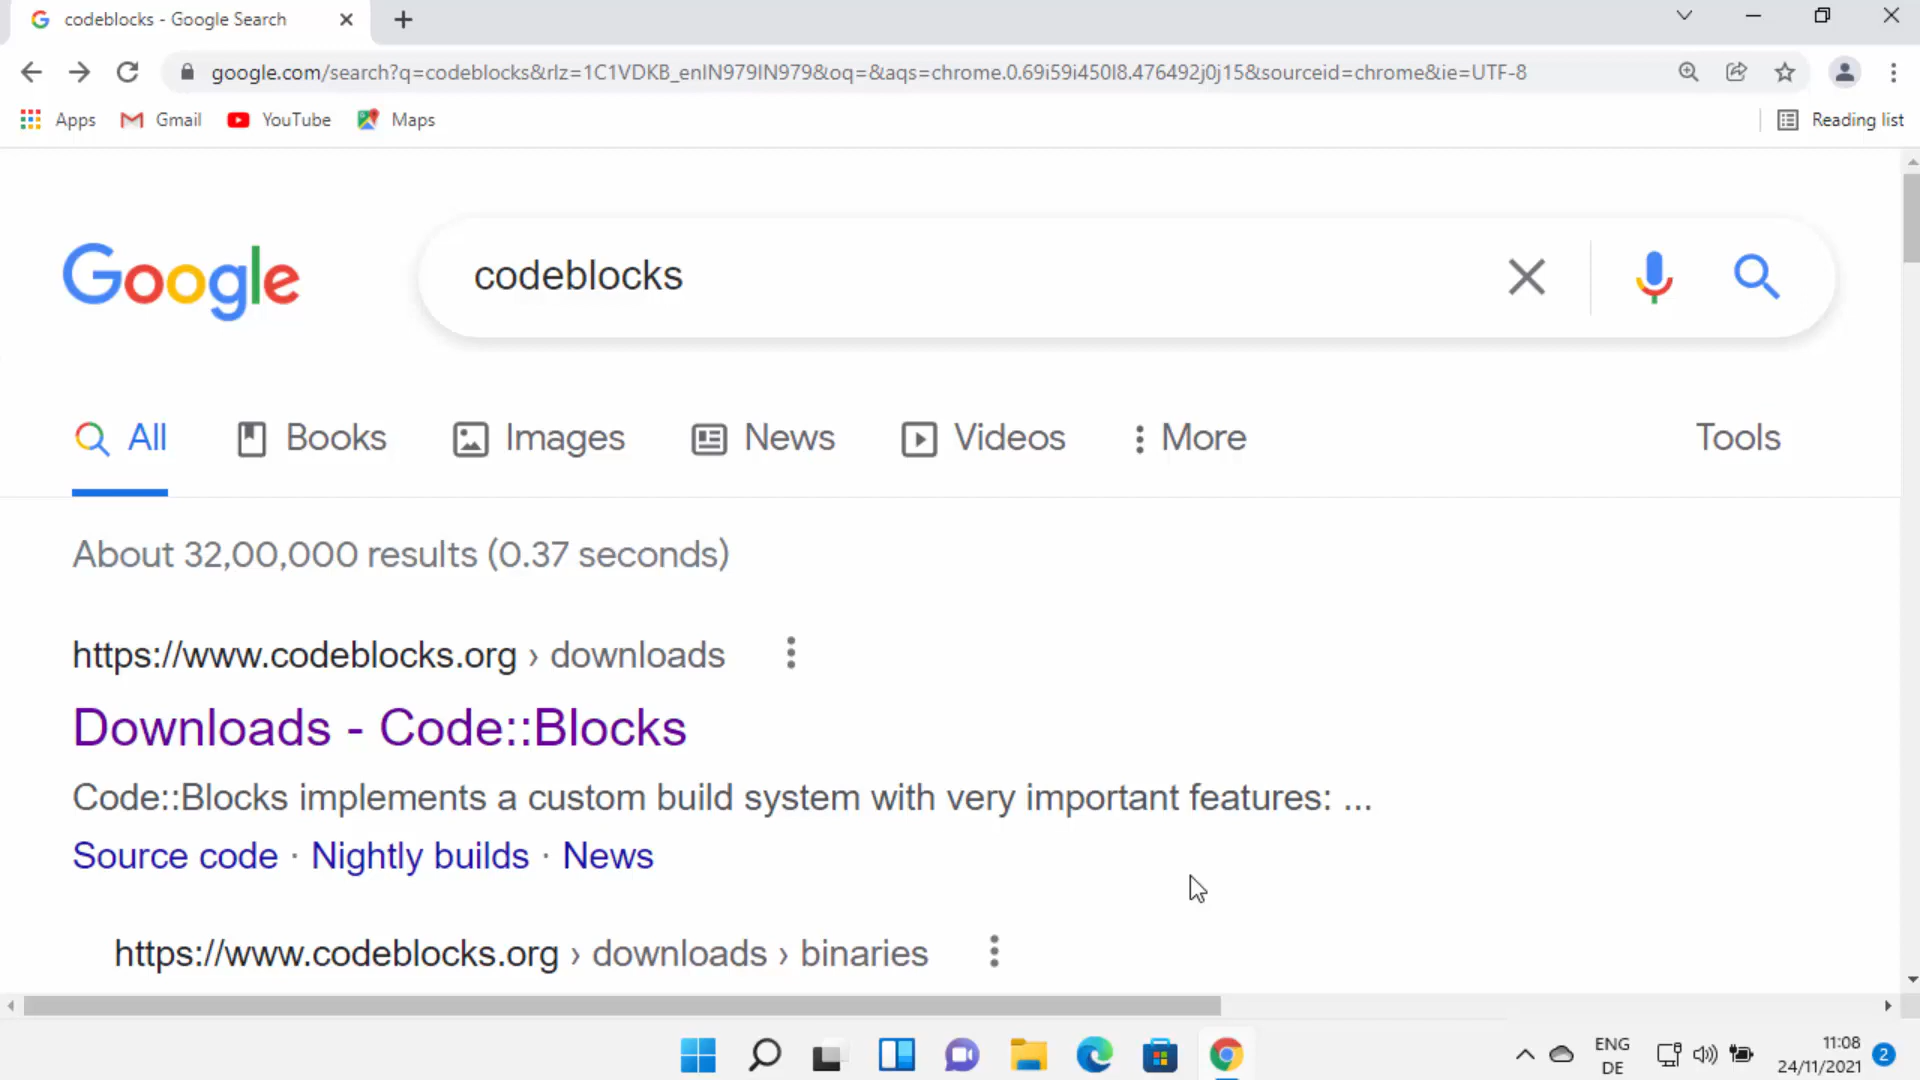 codeblocks - Google Search
google.com/search?q=codeblocks&rlz=1C1VDKB_enIN979IN979&oq=&aqs=chrome.0.69i59i450l8.476492j0j15&sourceid=chrome&ie=UTF-8
Apps Gmail YouTube Maps Reading list
Google codeblocks
All Books Images News Videos More Tools
About 32,00,000 results (0.37 seconds)
https://www.codeblocks.org › downloads
Downloads - Code::Blocks
Code::Blocks implements a custom build system with very important features: ...
Source code · Nightly builds · News
https://www.codeblocks.org › downloads › binaries
ENG 11:08
DE 24/11/2021 2